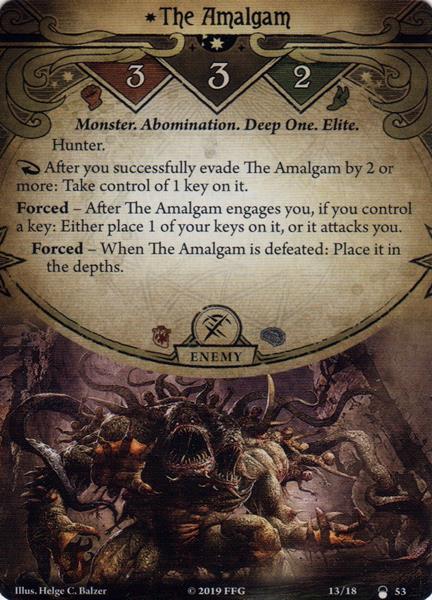 The Amalgam
3 3 2
Monster. Abomination. Deep One. Elite.
Hunter.
After you successfully evade The Amalgam by 2 or
more: Take control of 1 key on it.
Forced – After The Amalgam engages you, if you control
a key: Either place 1 of your keys on it, or it attacks you.
Forced – When The Amalgam is defeated: Place it in
the depths.
ENEMY
Illus. Helge C. Balzer © 2019 FFG 13/18 53